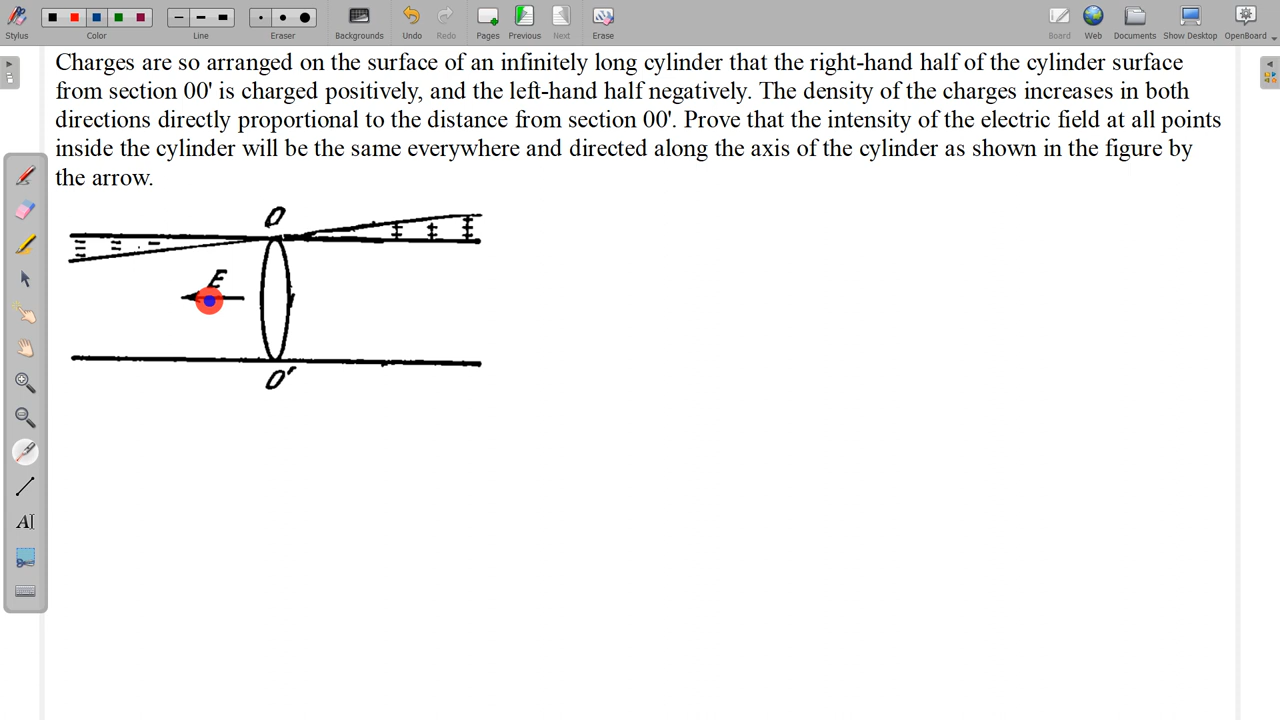 Stylus
Color
Line
Eraser
Backgrounds
Undo
Redo
Pages
Previous
Next
Erase
Board
Web
Documents
Show Desktop
OpenBoard
Charges are so arranged on the surface of an infinitely long cylinder that the right-hand half of the cylinder surface
from section 00' is charged positively, and the left-hand half negatively. The density of the charges increases in both
directions directly proportional to the distance from section 00'. Prove that the intensity of the electric field at all points
inside the cylinder will be the same everywhere and directed along the axis of the cylinder as shown in the figure by
the arrow.
O
E
O'
AI